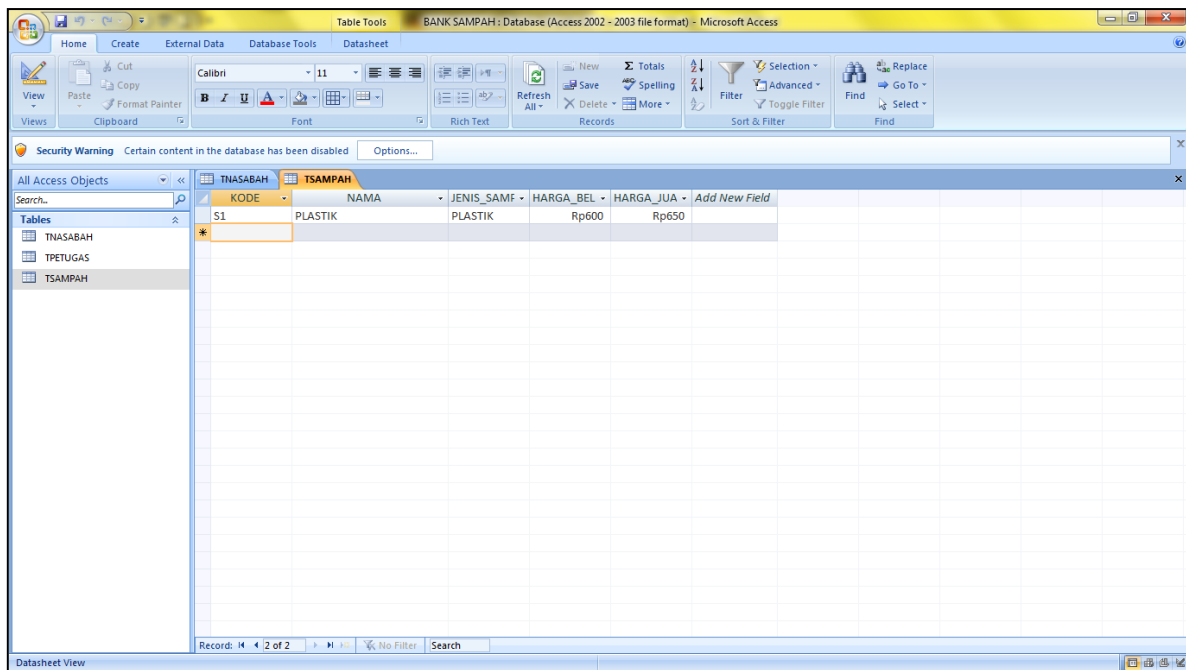 Table Tools BANK SAMPAH : Database (Access 2002 - 2003 file format) - Microsoft Access
Home Create External Data Database Tools Datasheet
View
Views
Paste
Cut
Copy
Format Painter
Clipboard
Calibri 11
B I U A
Font
Rich Text
Refresh All
New
Save
Delete
Σ Totals
Spelling
More
Records
Filter
Selection
Advanced
Toggle Filter
Sort & Filter
Find
Replace
Go To
Select
Find
Security Warning Certain content in the database has been disabled Options...
All Access Objects
Search..
Tables
TNASABAH
TPETUGAS
TSAMPAH
TNASABAH TSAMPAH
KODE NAMA JENIS_SAMF HARGA_BEL HARGA_JUA Add New Field
S1 PLASTIK PLASTIK Rp600 Rp650
Record: 2 of 2 No Filter Search
Datasheet View